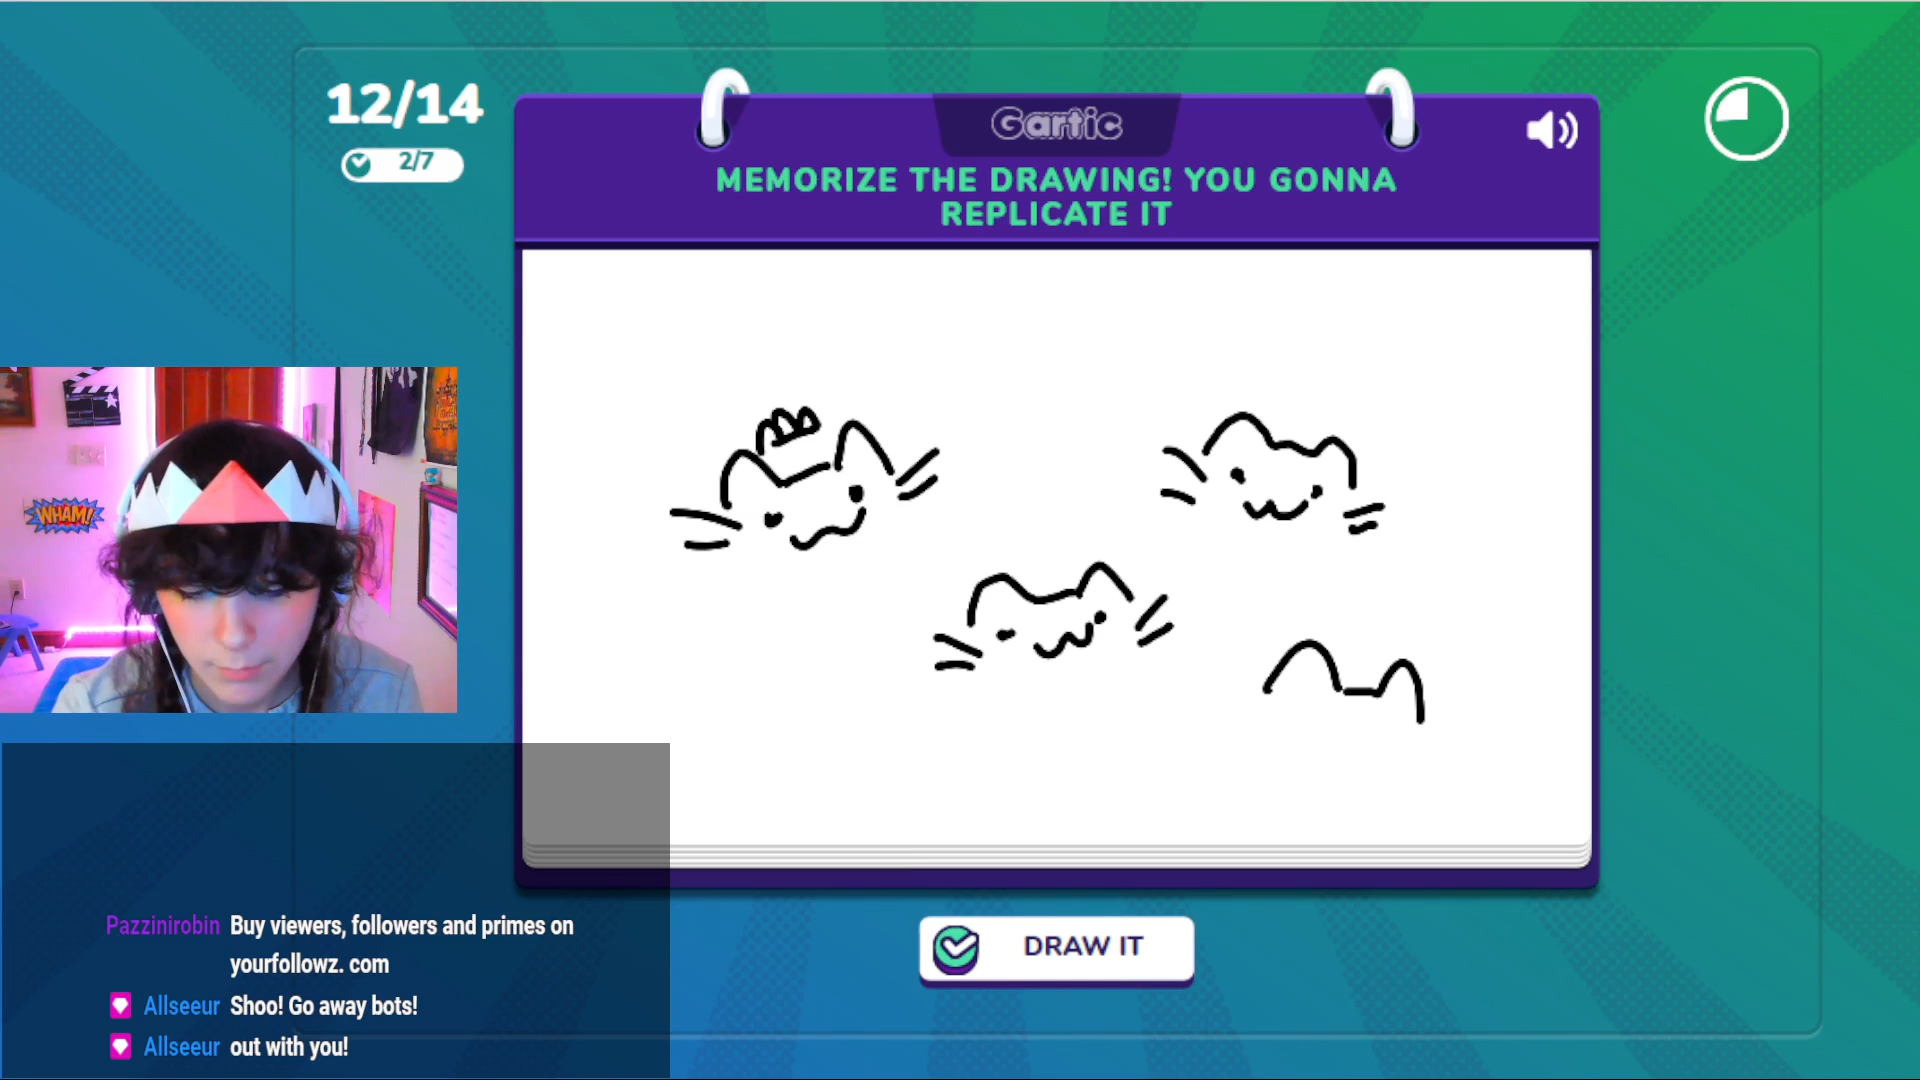 12/14
2/7
Gartic
MEMORIZE THE DRAWING! YOU GONNA
REPLICATE IT
WHAM!
DRAW IT
Pazzinirobin Buy viewers, followers and primes on
yourfollowz. com
Allseeur Shoo! Go away bots!
Allseeur out with you!